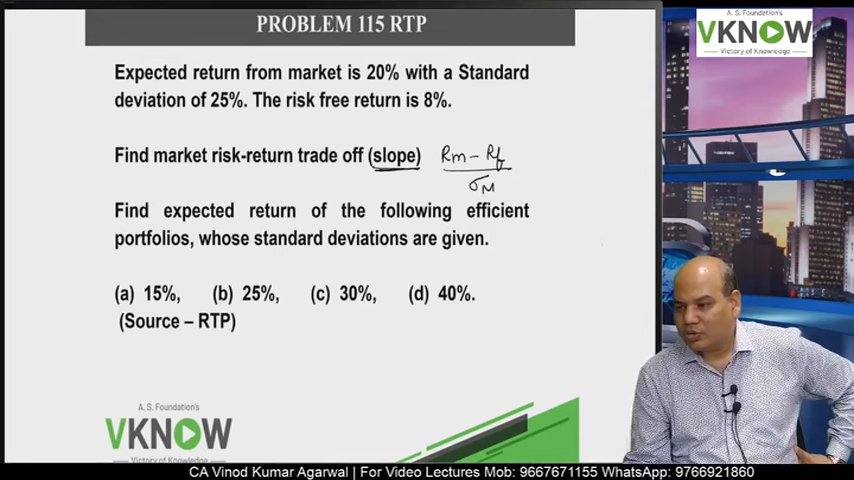 PROBLEM 115 RTP
A. S. Foundation's
VKNOW
Victory of Knowledge
Expected return from market is 20% with a Standard
deviation of 25%. The risk free return is 8%.
Find market risk-return trade off (slope) Rm - Rf
σM
Find expected return of the following efficient
portfolios, whose standard deviations are given.
(a) 15%, (b) 25%, (c) 30%, (d) 40%.
(Source – RTP)
A. S. Foundation's
VKNOW
Victory of Knowledge
CA Vinod Kumar Agarwal | For Video Lectures Mob: 9667671155 WhatsApp: 9766921860